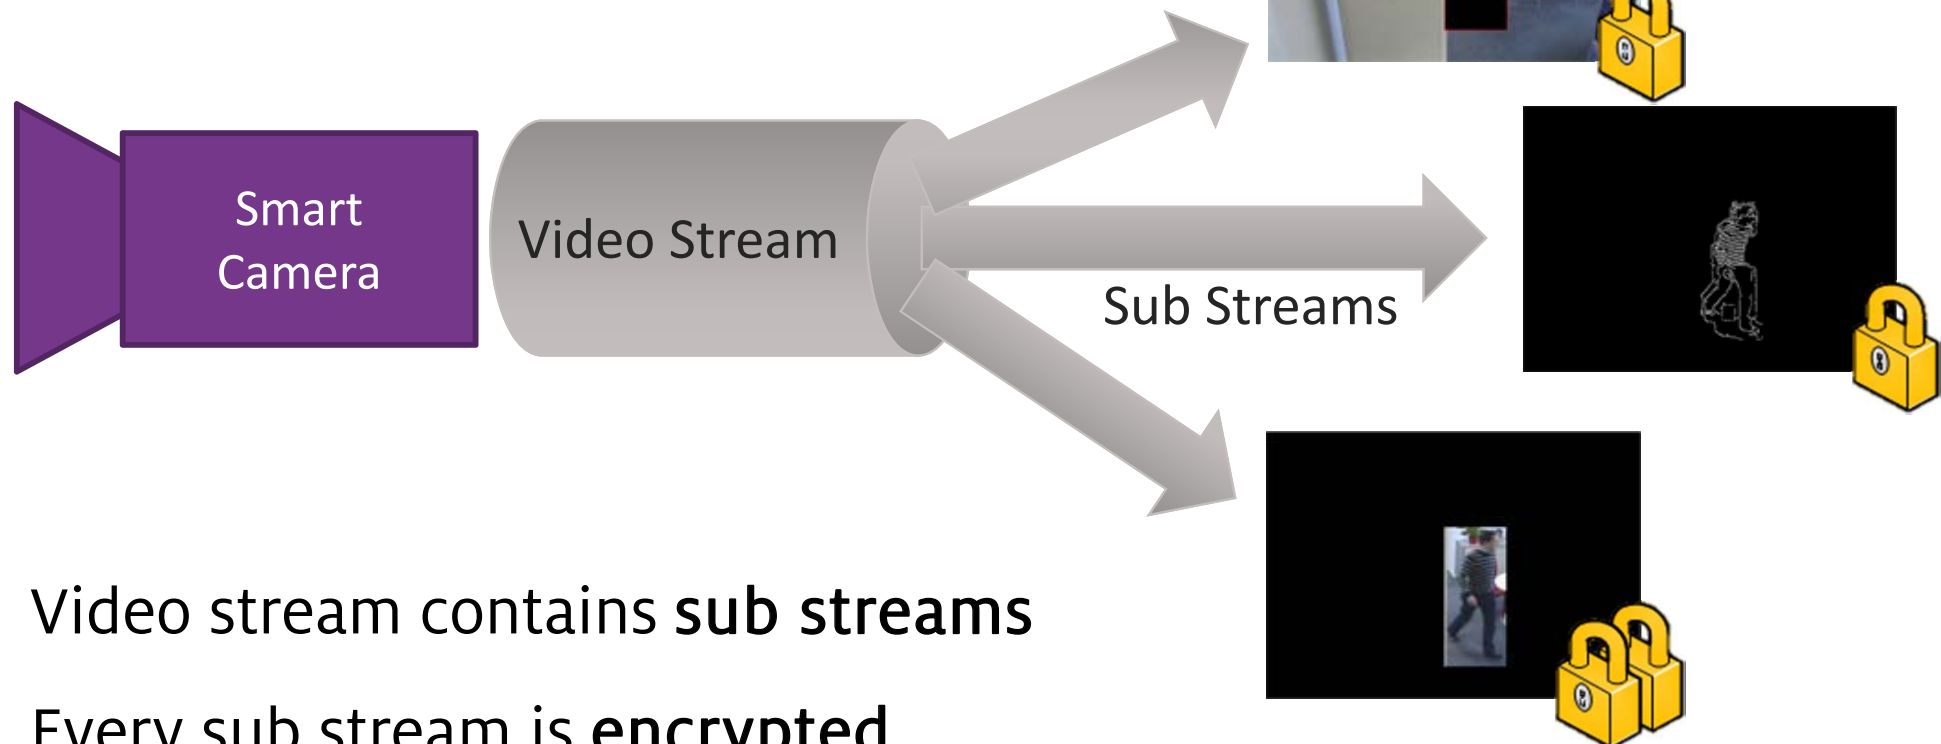 Smart
Camera
Video Stream
Sub Streams
Video stream contains sub streams
Every sub stream is encrypted